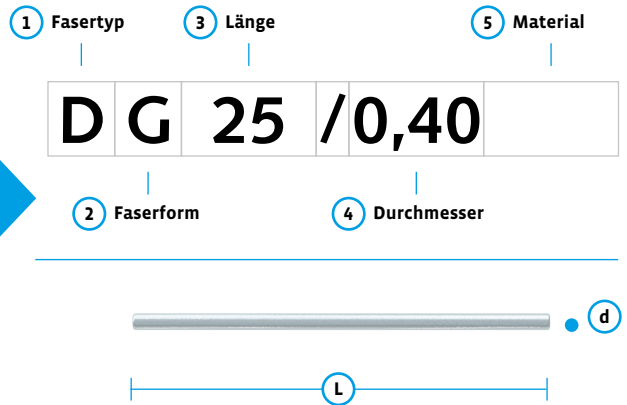 1 Fasertyp 3 Länge 5 Material
D G 25 /0,40
2 Faserform 4 Durchmesser
d
L